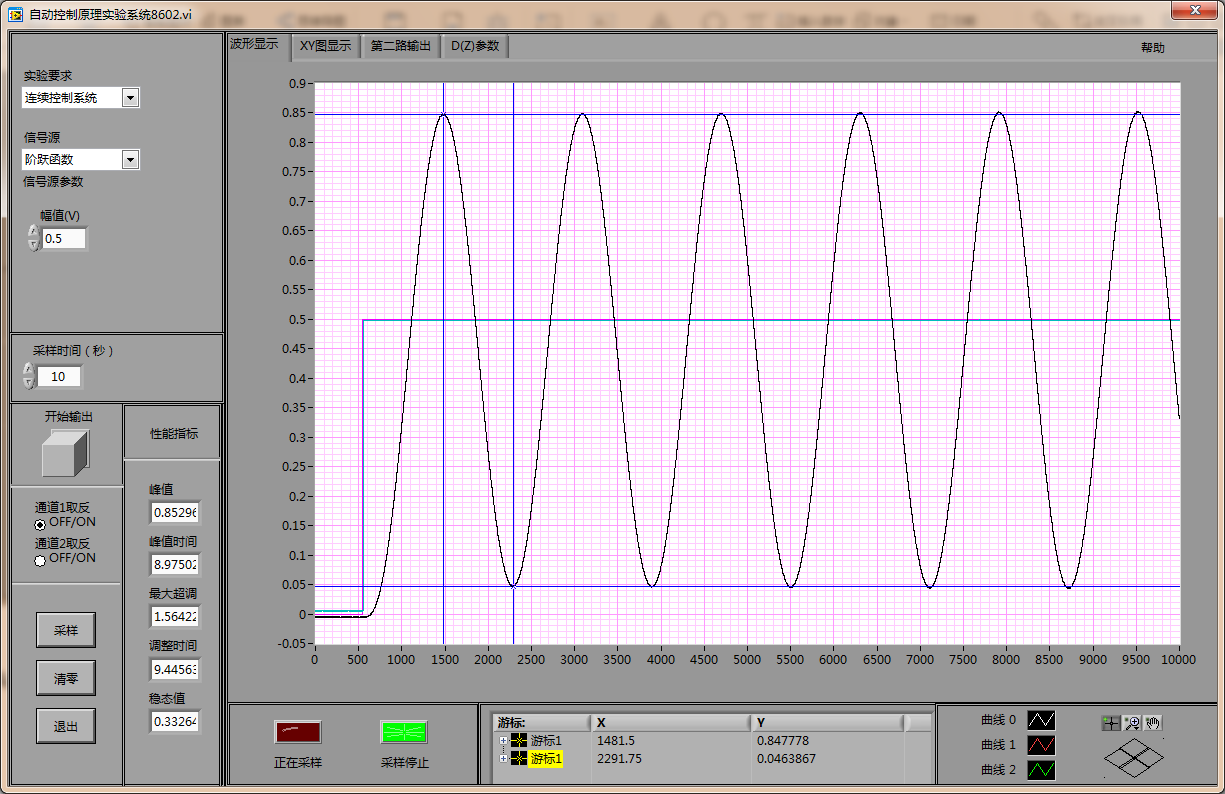 自动控制原理实验系统8602.vi
波形显示 XY图显示 第二路输出 D(Z)参数
帮助
实验要求
连续控制系统
信号源
阶跃函数
信号源参数
幅值(V)
0.5
采样时间（秒）
10
开始输出
性能指标
通道1取反
OFF/ON
通道2取反
OFF/ON
峰值
0.85296
峰值时间
8.97502
最大超调
1.56422
调整时间
9.44563
稳态值
0.33264
采样
清零
退出
0.9
0.85
0.8
0.75
0.7
0.65
0.6
0.55
0.5
0.45
0.4
0.35
0.3
0.25
0.2
0.15
0.1
0.05
0
-0.05
0 500 1000 1500 2000 2500 3000 3500 4000 4500 5000 5500 6000 6500 7000 7500 8000 8500 9000 9500 10000
正在采样
采样停止
游标: X Y
游标1 1481.5 0.847778
游标1 2291.75 0.0463867
曲线 0
曲线 1
曲线 2